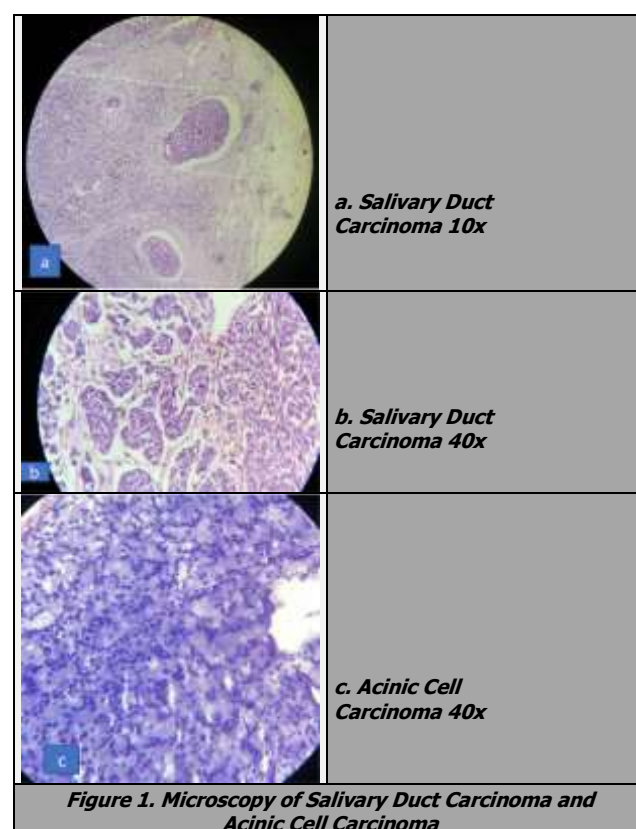 a
a. Salivary Duct
Carcinoma 10x
b
b. Salivary Duct
Carcinoma 40x
c
c. Acinic Cell
Carcinoma 40x
Figure 1. Microscopy of Salivary Duct Carcinoma and
Acinic Cell Carcinoma